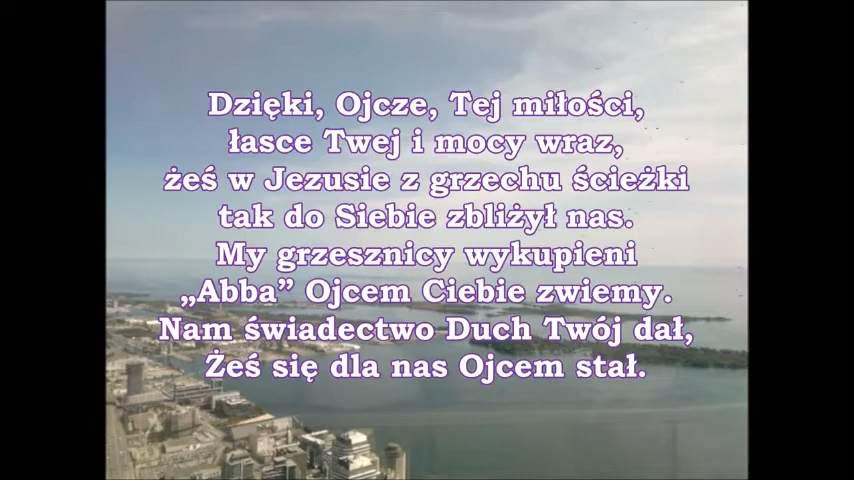 Dzięki, Ojcze, Tej miłości,
łasce Twej i mocy wraz,
żeś w Jezusie z grzechu ścieżki
tak do Siebie zbliżył nas.
My grzesznicy wykupieni
„Abba” Ojcem Ciebie zwiemy.
Nam świadectwo Duch Twój dał,
Żeś się dla nas Ojcem stał.